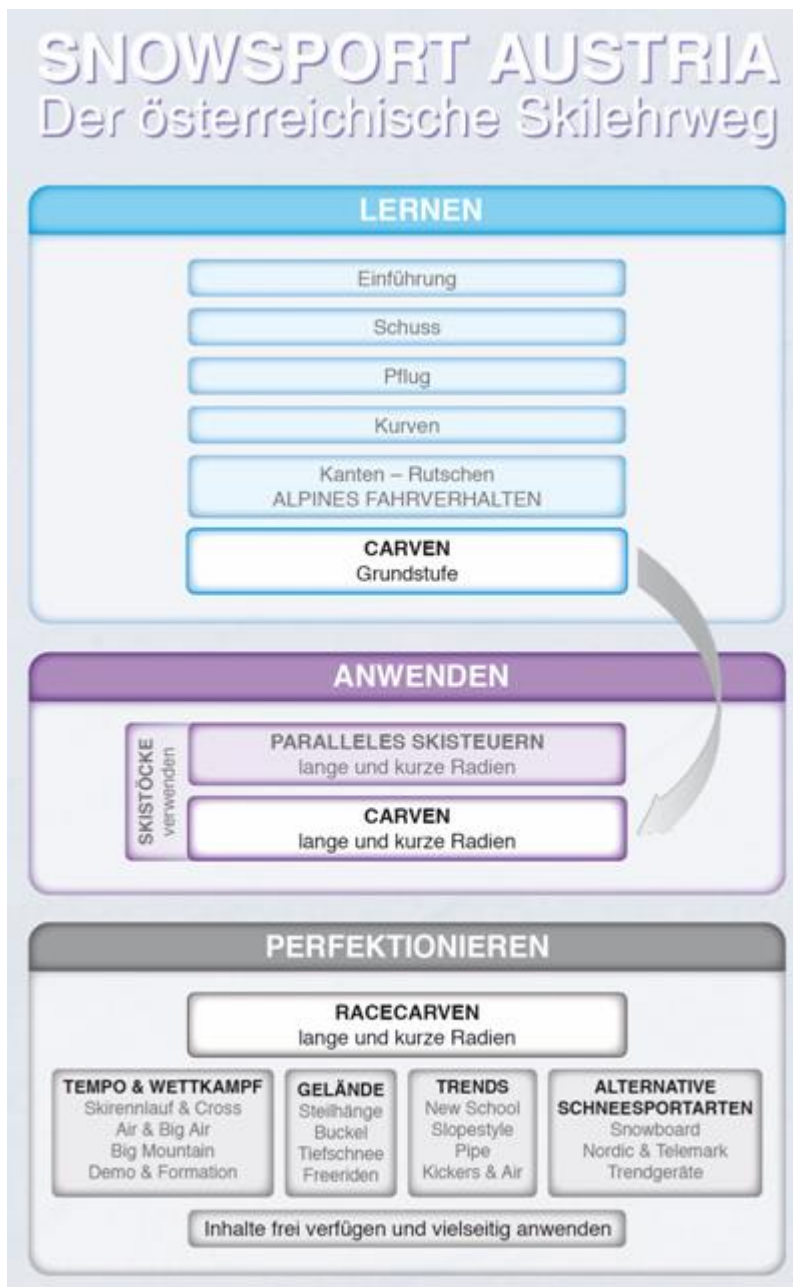 SNOWSPORT AUSTRIA
Der österreichische Skilehrweg
LERNEN
Einführung
Schuss
Pflug
Kurven
Kanten – Rutschen
ALPINES FAHRVERHALTEN
CARVEN
Grundstufe
ANWENDEN
SKISTÖCKE
verwenden
PARALLELES SKISTEUERN
lange und kurze Radien
CARVEN
lange und kurze Radien
PERFEKTIONIEREN
RACECARVEN
lange und kurze Radien
TEMPO & WETTKAMPF
Skirennlauf & Cross
Air & Big Air
Big Mountain
Demo & Formation
GELÄNDE
Steilhänge
Buckel
Tiefschnee
Freeriden
TRENDS
New School
Slopestyle
Pipe
Kickers & Air
ALTERNATIVE
SCHNEESPORTARTEN
Snowboard
Nordic & Telemark
Trendgeräte
Inhalte frei verfügen und vielseitig anwenden